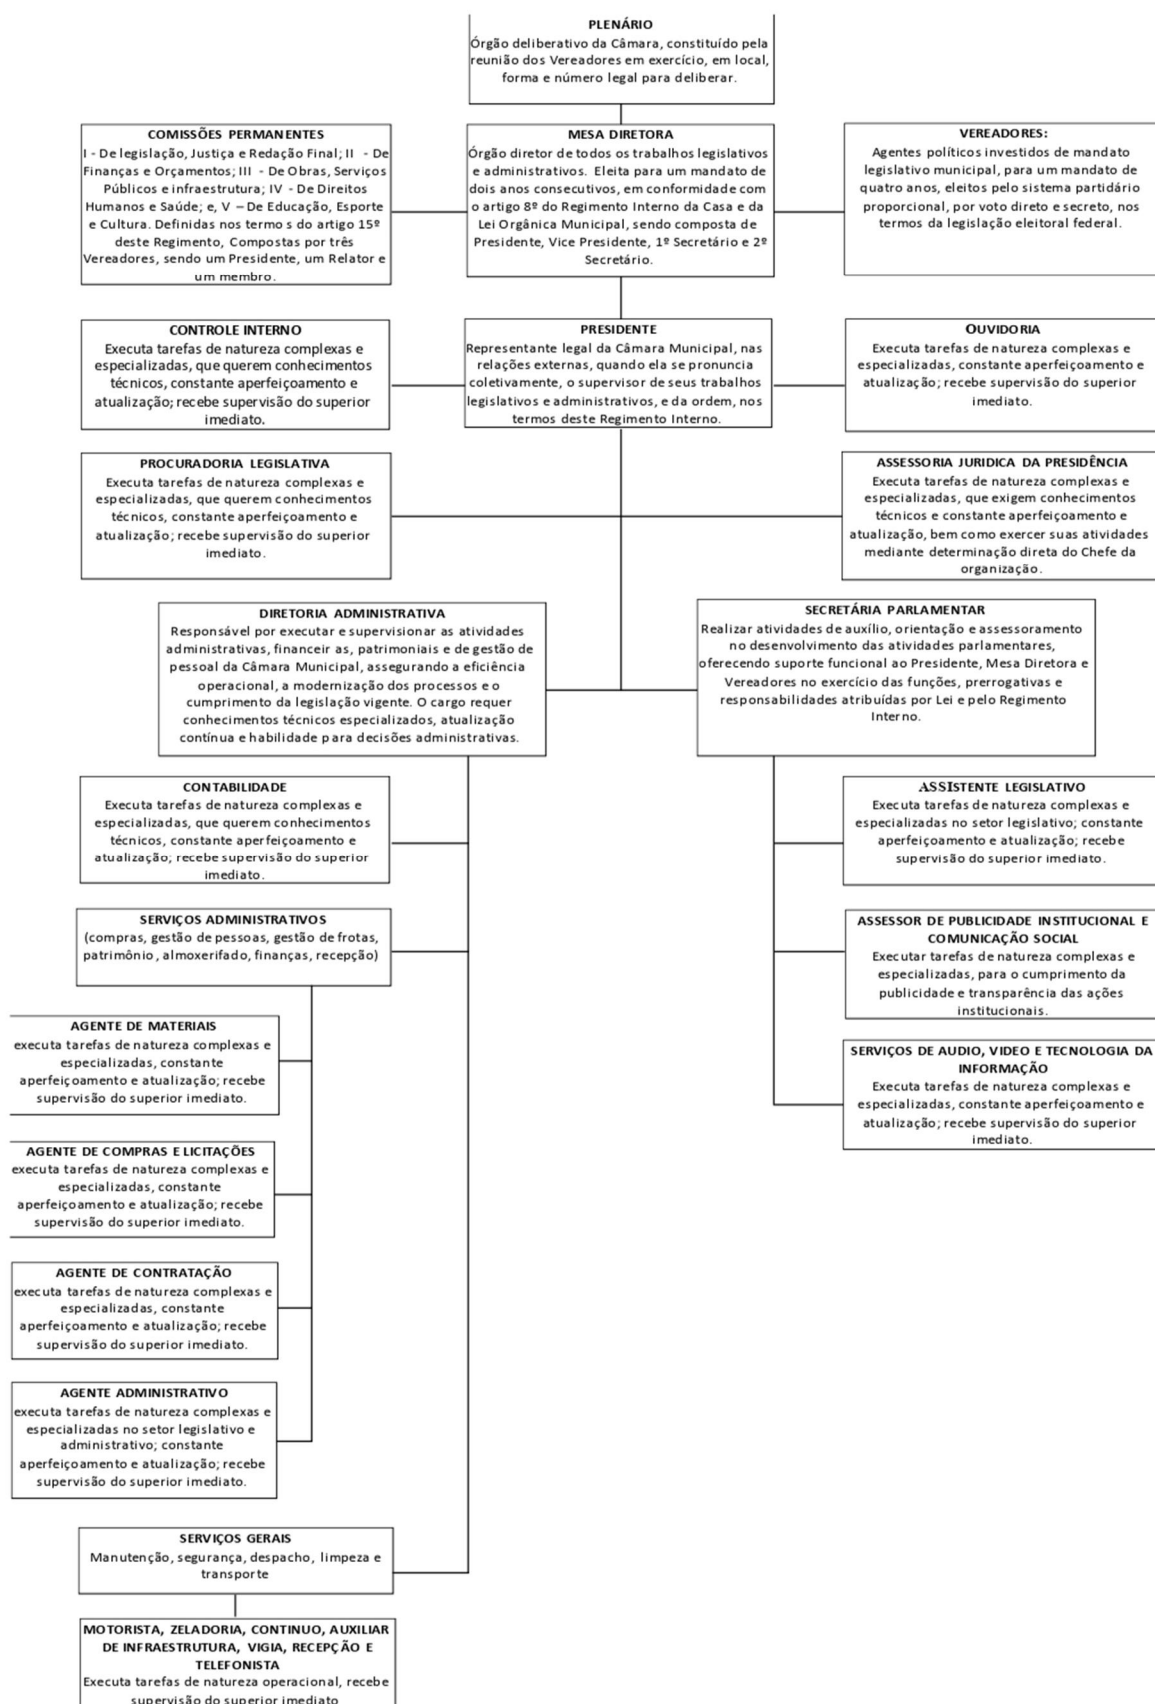 PLENÁRIO
Órgão deliberativo da Câmara, constituído pela
reunião dos Vereadores em exercício, em local,
forma e número legal para deliberar.
COMISSÕES PERMANENTES
I - De legislação, Justiça e Redação Final; II - De
Finanças e Orçamentos; III - De Obras, Serviços
Públicos e infraestrutura; IV - De Direitos
Humanos e Saúde; e, V – De Educação, Esporte
e Cultura. Definidas nos termo s do artigo 15º
deste Regimento, Compostas por três
Vereadores, sendo um Presidente, um Relator e
um membro.
MESA DIRETORA
Órgão diretor de todos os trabalhos legislativos
e administrativos. Eleita para um mandato de
dois anos consecutivos, em conformidade com
o artigo 8º do Regimento Interno da Casa e da
Lei Orgânica Municipal, sendo composta de
Presidente, Vice Presidente, 1º Secretário e 2º
Secretário.
VEREADORES:
Agentes políticos investidos de mandato
legislativo municipal, para um mandato de
quatro anos, eleitos pelo sistema partidário
proporcional, por voto direto e secreto, nos
termos da legislação eleitoral federal.
CONTROLE INTERNO
Executa tarefas de natureza complexas e
especializadas, que querem conhecimentos
técnicos, constante aperfeiçoamento e
atualização; recebe supervisão do superior
imediato.
PRESIDENTE
Representante legal da Câmara Municipal, nas
relações externas, quando ela se pronuncia
coletivamente, o supervisor de seus trabalhos
legislativos e administrativos, e da ordem, nos
termos deste Regimento Interno.
OUVIDORIA
Executa tarefas de natureza complexas e
especializadas, constante aperfeiçoamento e
atualização; recebe supervisão do superior
imediato.
PROCURADORIA LEGISLATIVA
Executa tarefas de natureza complexas e
especializadas, que querem conhecimentos
técnicos, constante aperfeiçoamento e
atualização; recebe supervisão do superior
imediato.
ASSESSORIA JURIDICA DA PRESIDÊNCIA
Executa tarefas de natureza complexas e
especializadas, que exigem conhecimentos
técnicos e constante aperfeiçoamento e
atualização, bem como exercer suas atividades
mediante determinação direta do Chefe da
organização.
DIRETORIA ADMINISTRATIVA
Responsável por executar e supervisionar as atividades
administrativas, financeir as, patrimoniais e de gestão de
pessoal da Câmara Municipal, assegurando a eficiência
operacional, a modernização dos processos e o
cumprimento da legislação vigente. O cargo requer
conhecimentos técnicos especializados, atualização
contínua e habilidade para decisões administrativas.
SECRETÁRIA PARLAMENTAR
Realizar atividades de auxílio, orientação e assessoramento
no desenvolvimento das atividades parlamentares,
oferecendo suporte funcional ao Presidente, Mesa Diretora e
Vereadores no exercício das funções, prerrogativas e
responsabilidades atribuídas por Lei e pelo Regimento
Interno.
CONTABILIDADE
Executa tarefas de natureza complexas e
especializadas, que querem conhecimentos
técnicos, constante aperfeiçoamento e
atualização; recebe supervisão do superior
imediato.
ASSISTENTE LEGISLATIVO
Executa tarefas de natureza complexas e
especializadas no setor legislativo; constante
aperfeiçoamento e atualização; recebe
supervisão do superior imediato.
SERVIÇOS ADMINISTRATIVOS
(compras, gestão de pessoas, gestão de frotas,
patrimônio, almoxerifado, finanças, recepção)
ASSESSOR DE PUBLICIDADE INSTITUCIONAL E
COMUNICAÇÃO SOCIAL
Executar tarefas de natureza complexas e
especializadas, para o cumprimento da
publicidade e transparência das ações
institucionais.
AGENTE DE MATERIAIS
executa tarefas de natureza complexas e
especializadas, constante
aperfeiçoamento e atualização; recebe
supervisão do superior imediato.
SERVIÇOS DE AUDIO, VIDEO E TECNOLOGIA DA
INFORMAÇÃO
Executa tarefas de natureza complexas e
especializadas, constante aperfeiçoamento e
atualização; recebe supervisão do superior
imediato.
AGENTE DE COMPRAS E LICITAÇÕES
executa tarefas de natureza complexas e
especializadas, constante
aperfeiçoamento e atualização; recebe
supervisão do superior imediato.
AGENTE DE CONTRATAÇÃO
executa tarefas de natureza complexas e
especializadas, constante
aperfeiçoamento e atualização; recebe
supervisão do superior imediato.
AGENTE ADMINISTRATIVO
executa tarefas de natureza complexas e
especializadas no setor legislativo e
administrativo; constante
aperfeiçoamento e atualização; recebe
supervisão do superior imediato.
SERVIÇOS GERAIS
Manutenção, segurança, despacho, limpeza e
transporte
MOTORISTA, ZELADORIA, CONTINUO, AUXILIAR
DE INFRAESTRUTURA, VIGIA, RECEPÇÃO E
TELEFONISTA
Executa tarefas de natureza operacional, recebe
supervisão do superior imediato